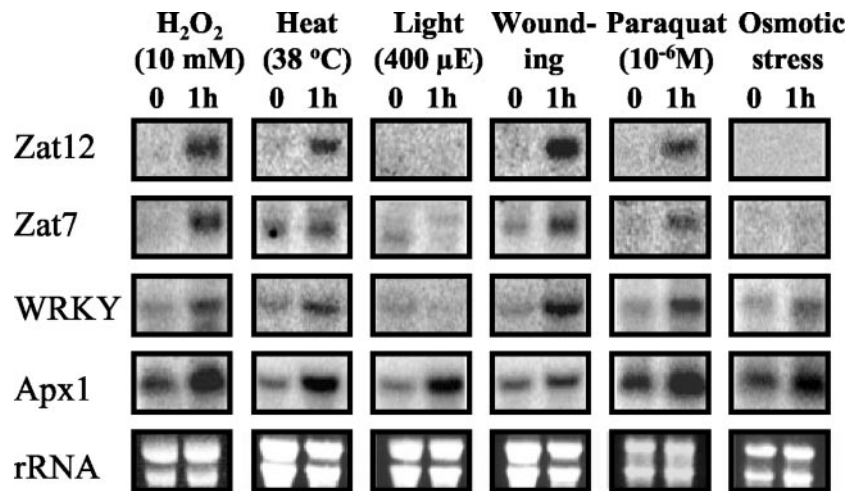 H₂O₂ Heat Light Wound- Paraquat Osmotic
(10 mM) (38 °C) (400 µE) ing (10⁻⁶M) stress
0 1h 0 1h 0 1h 0 1h 0 1h 0 1h
Zat12
Zat7
WRKY
Apx1
rRNA